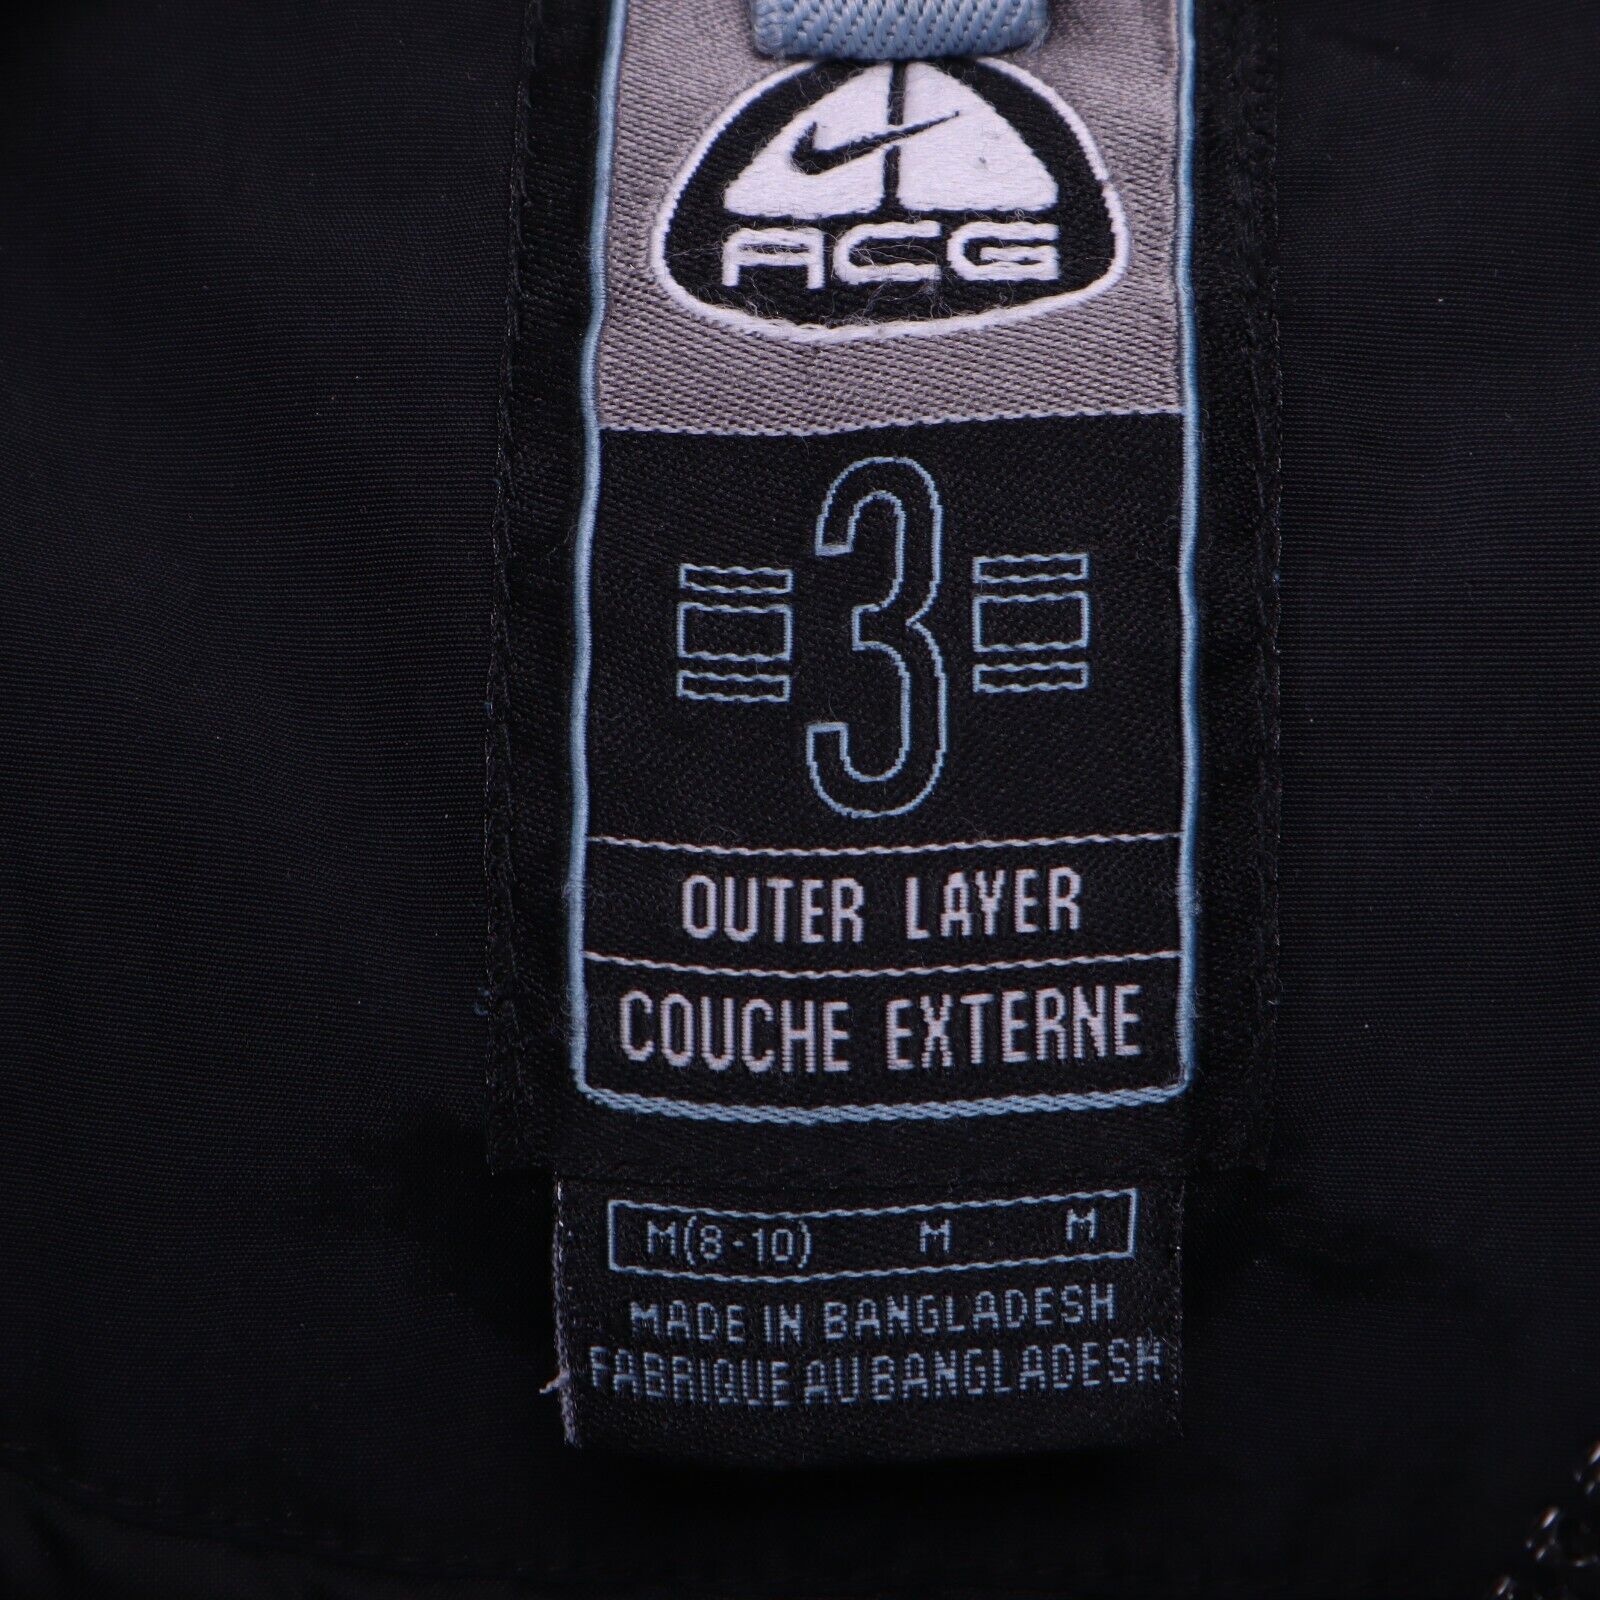 ACG
3
OUTER LAYER
COUCHE EXTERNE
M(8-10) M M
MADE IN BANGLADESH
FABRIQUE AU BANGLADESH